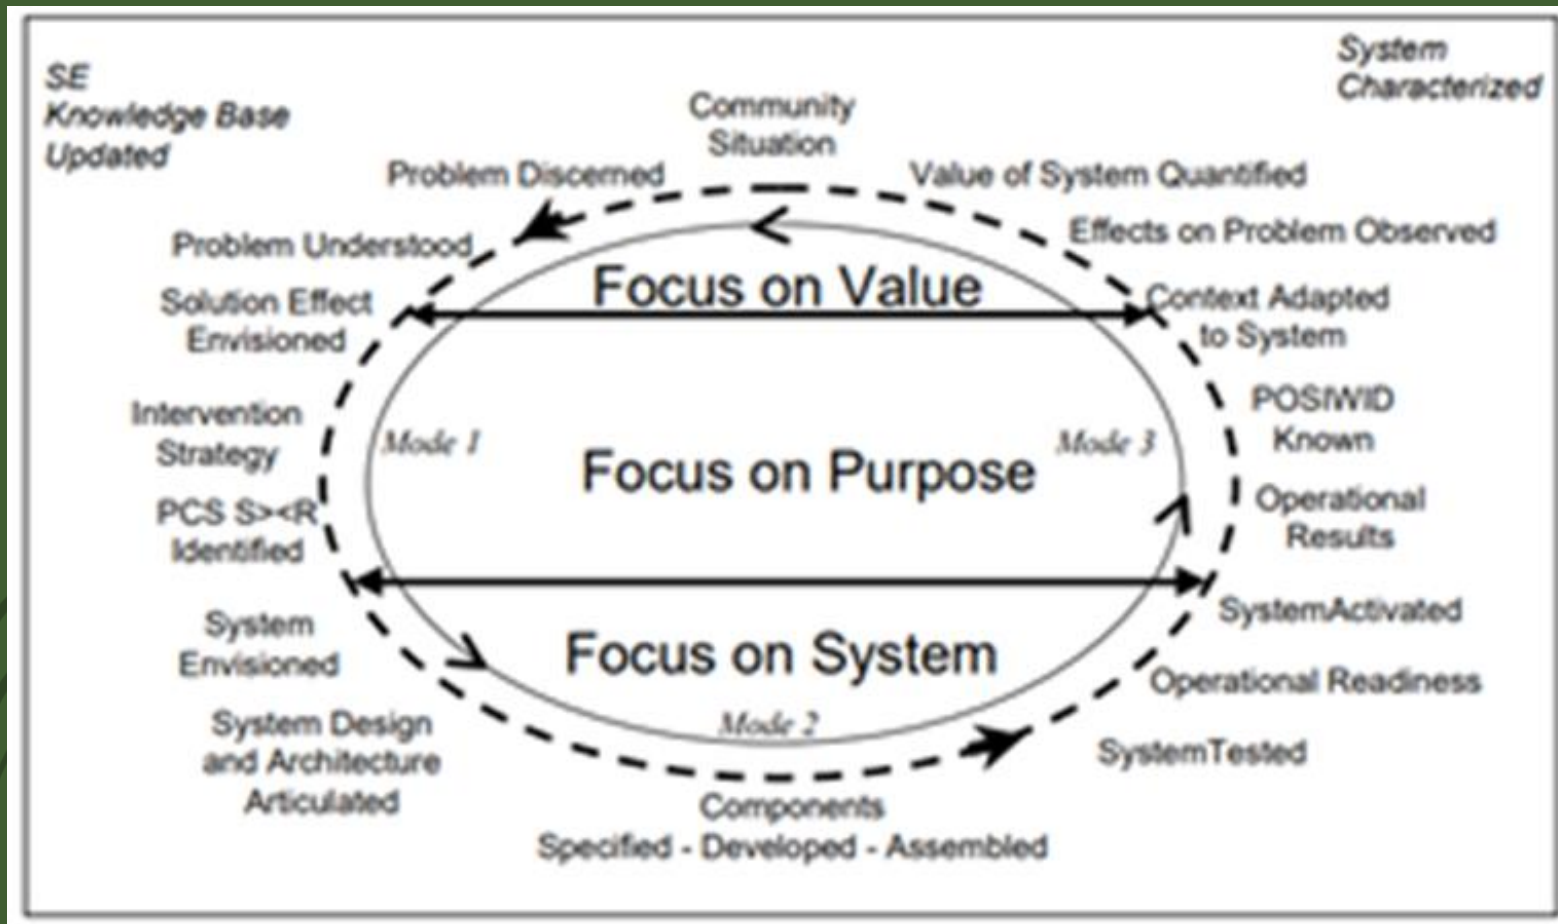 SE
Knowledge Base
Updated
System
Characterized
Community
Situation
Problem Discerned
Value of System Quantified
Problem Understood
Effects on Problem Observed
Solution Effect
Envisioned
Focus on Value
Context Adapted
to System
Intervention
Strategy
Mode 1
Focus on Purpose
Mode 3
POSIWID
Known
PCS S><R
Identified
Operational
Results
System
Envisioned
Focus on System
SystemActivated
Operational Readiness
System Design
and Architecture
Articulated
Mode 2
SystemTested
Components
Specified - Developed - Assembled